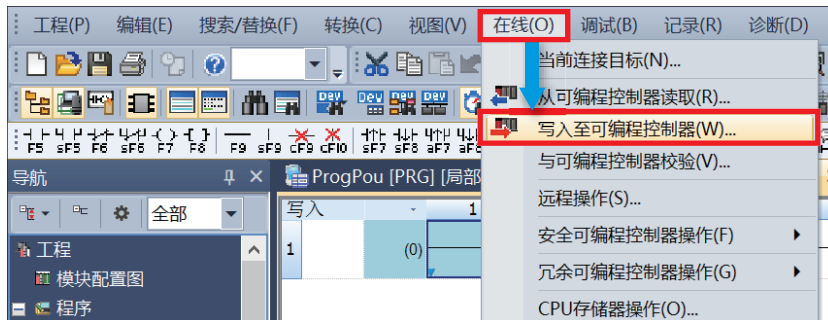 工程(P) 编辑(E) 搜索/替换(F) 转换(C) 视图(V) 在线(O) 调试(B) 记录(R) 诊断(D)
当前连接目标(N)...
从可编程控制器读取(R)...
写入至可编程控制器(W)...
与可编程控制器校验(V)...
远程操作(S)...
安全可编程控制器操作(F)
冗余可编程控制器操作(G)
CPU存储器操作(O)...
F5 sF5 F6 sF6 F7 F8 F9 sF9 cF9 cF10 sF7 sF8 aF7 aF8
导航
ProgPou [PRG] [局部
全部
写入 1
1 (0)
工程
模块配置图
程序